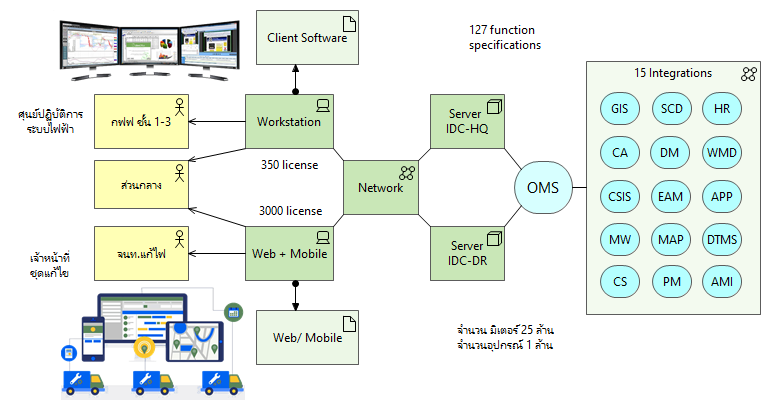 Client Software
127 function
specifications
ศูนย์ปฏิบัติการ
ระบบไฟฟ้า
กฟฟ ชั้น 1-3
Workstation
Server
IDC-HQ
15 Integrations
GIS
SCD
HR
CA
DM
WMD
350 license
ส่วนกลาง
Network
OMS
CSIS
EAM
APP
3000 license
เจ้าหน้าที่
ชุดแก้ไข
จนท.แก้ไฟ
Web + Mobile
Server
IDC-DR
MW
MAP
DTMS
CS
PM
AMI
Web/ Mobile
จำนวน มิเตอร์ 25 ล้าน
จำนวนอุปกรณ์ 1 ล้าน